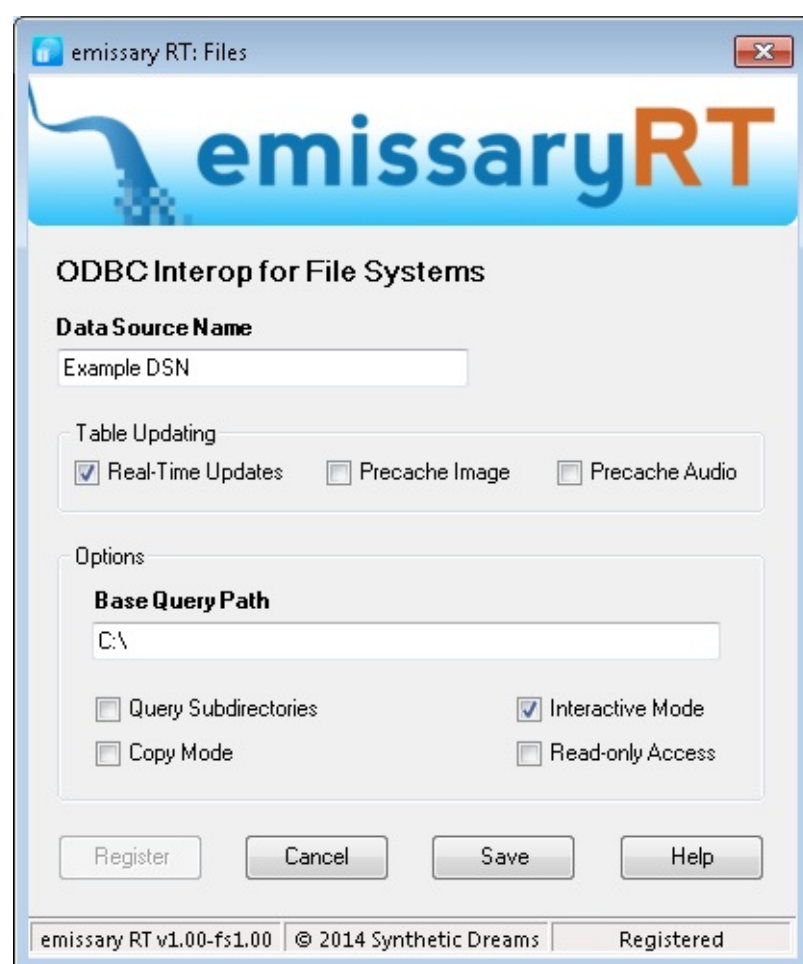 emissary RT: Files
emissaryRT
ODBC Interop for File Systems
Data Source Name
Example DSN
Table Updating
Real-Time Updates Precache Image Precache Audio
Options
Base Query Path
C:\
Query Subdirectories Interactive Mode
Copy Mode Read-only Access
Register Cancel Save Help
emissary RT v1.00-fs1.00 © 2014 Synthetic Dreams Registered